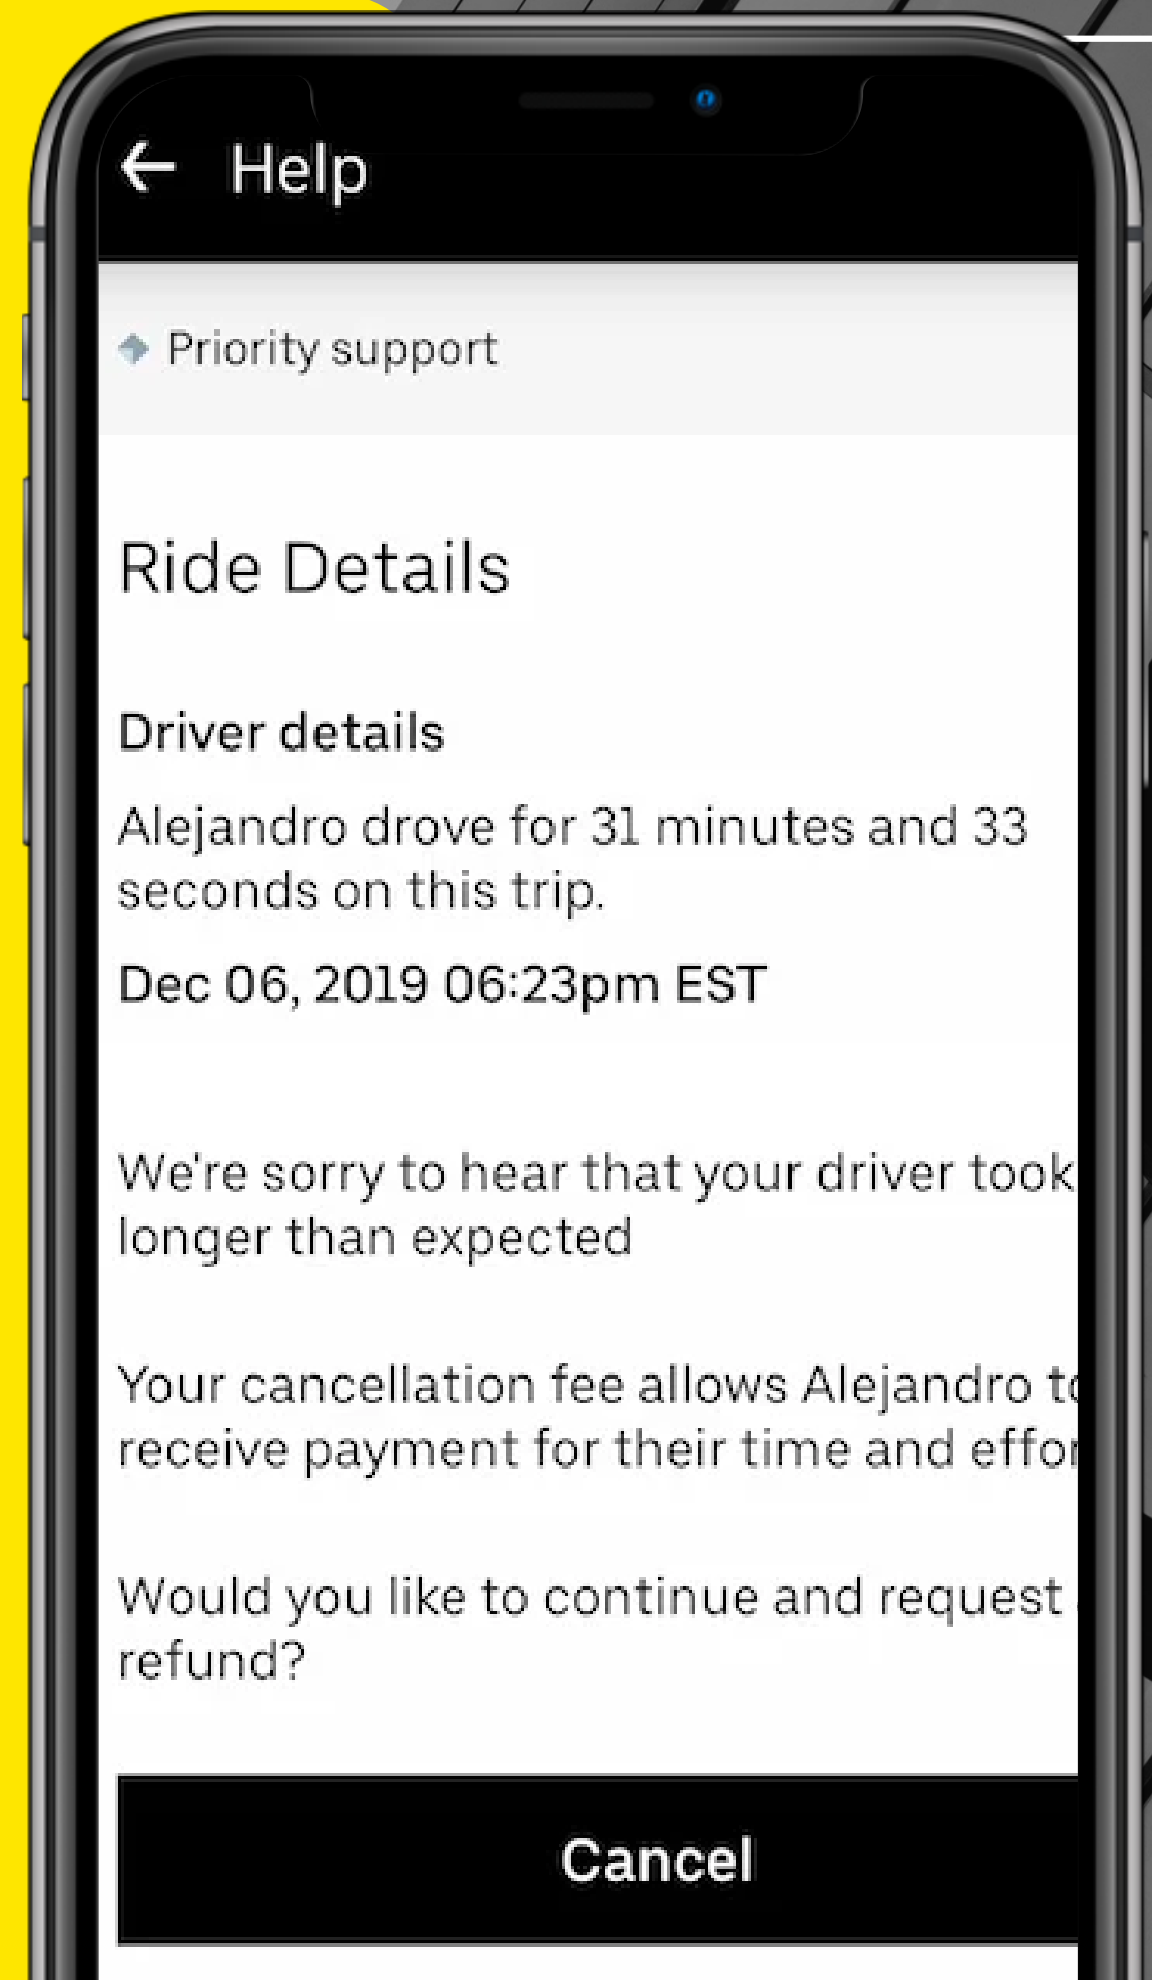 Help
Priority support
Ride Details
Driver details
Alejandro drove for 31 minutes and 33
seconds on this trip.
Dec 06, 2019 06:23pm EST
We're sorry to hear that your driver took
longer than expected
Your cancellation fee allows Alejandro
receive payment for their time and
Would you like to continue and request
refund?
Cancel